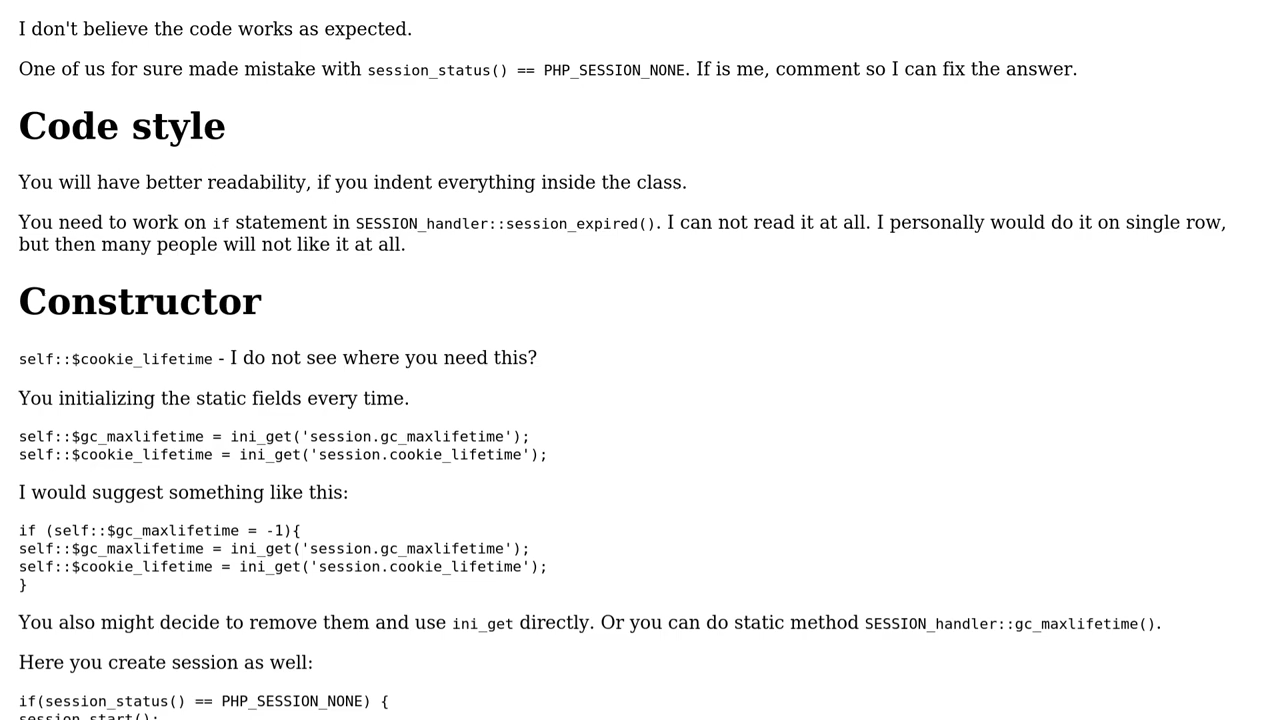 I don't believe the code works as expected.
One of us for sure made mistake with session_status() == PHP_SESSION_NONE. If is me, comment so I can fix the answer.
Code style
You will have better readability, if you indent everything inside the class.
You need to work on if statement in SESSION_handler::session_expired(). I can not read it at all. I personally would do it on single row,
but then many people will not like it at all.
Constructor
self::$cookie_lifetime - I do not see where you need this?
You initializing the static fields every time.
self::$gc_maxlifetime = ini_get('session.gc_maxlifetime');
self::$cookie_lifetime = ini_get('session.cookie_lifetime');
I would suggest something like this:
if (self::$gc_maxlifetime = -1){
self::$gc_maxlifetime = ini_get('session.gc_maxlifetime');
self::$cookie_lifetime = ini_get('session.cookie_lifetime');
}
You also might decide to remove them and use ini_get directly. Or you can do static method SESSION_handler::gc_maxlifetime().
Here you create session as well:
if(session_status() == PHP_SESSION_NONE) {
session_start();